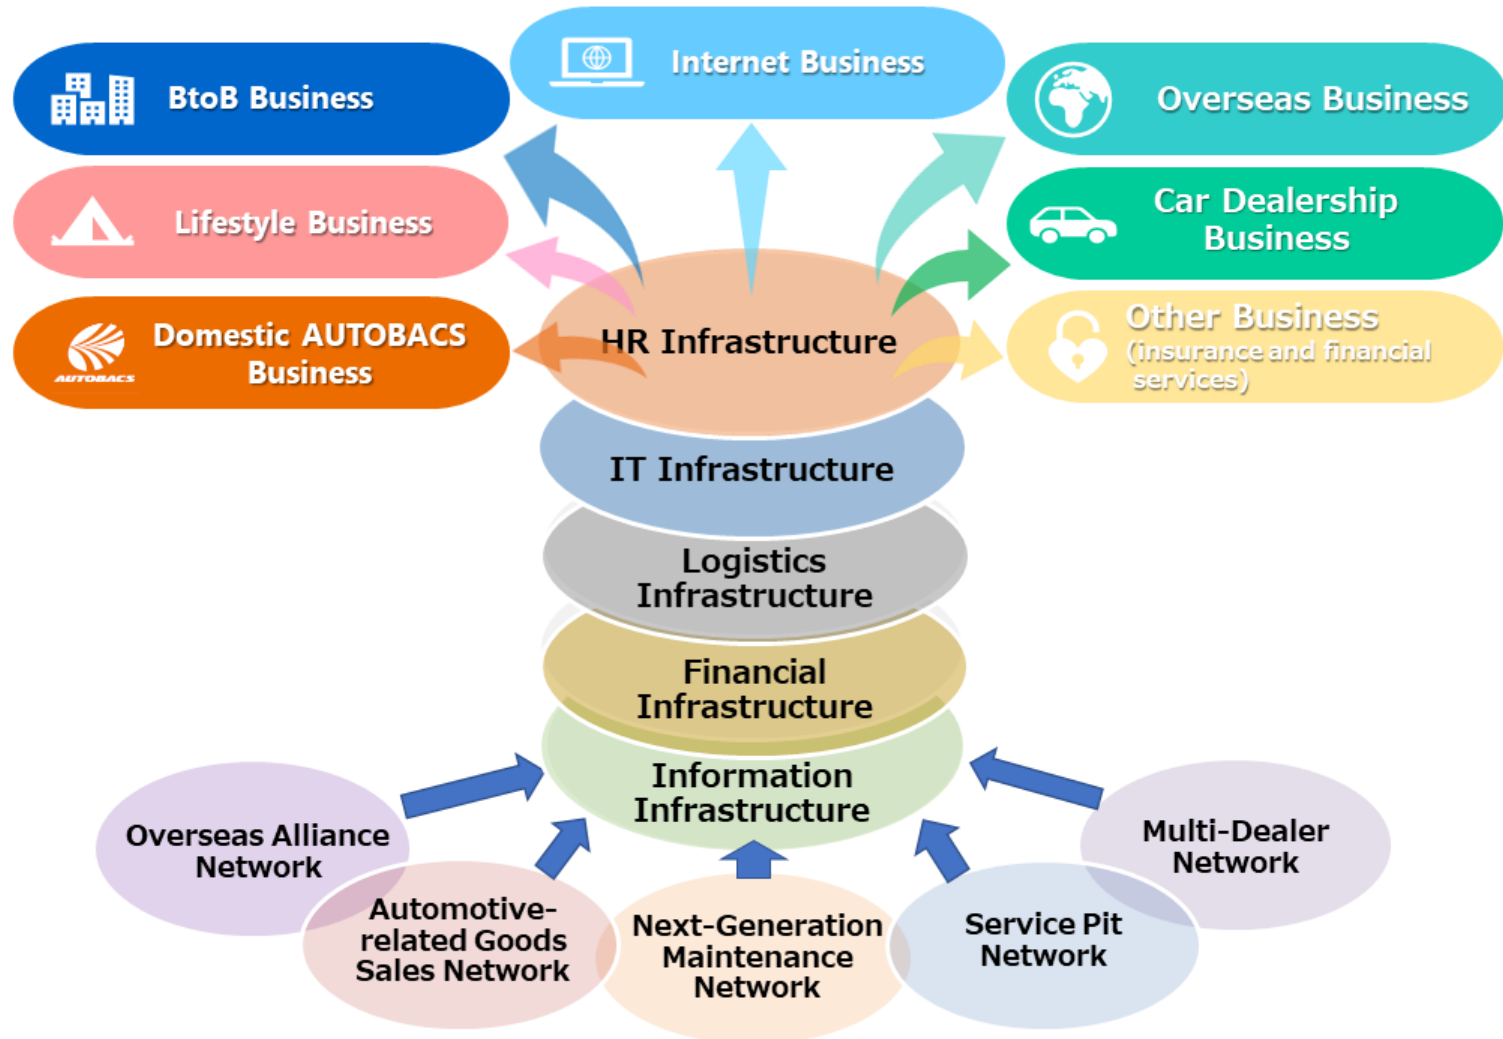 Internet Business
BtoB Business
Overseas Business
Lifestyle Business
Car Dealership
Business
Domestic AUTOBACS
Business
AUTOBACS
Other Business
(insurance and financial
services)
HR Infrastructure
IT Infrastructure
Logistics
Infrastructure
Financial
Infrastructure
Information
Infrastructure
Overseas Alliance
Network
Automotive-
related Goods
Sales Network
Next-Generation
Maintenance
Network
Service Pit
Network
Multi-Dealer
Network